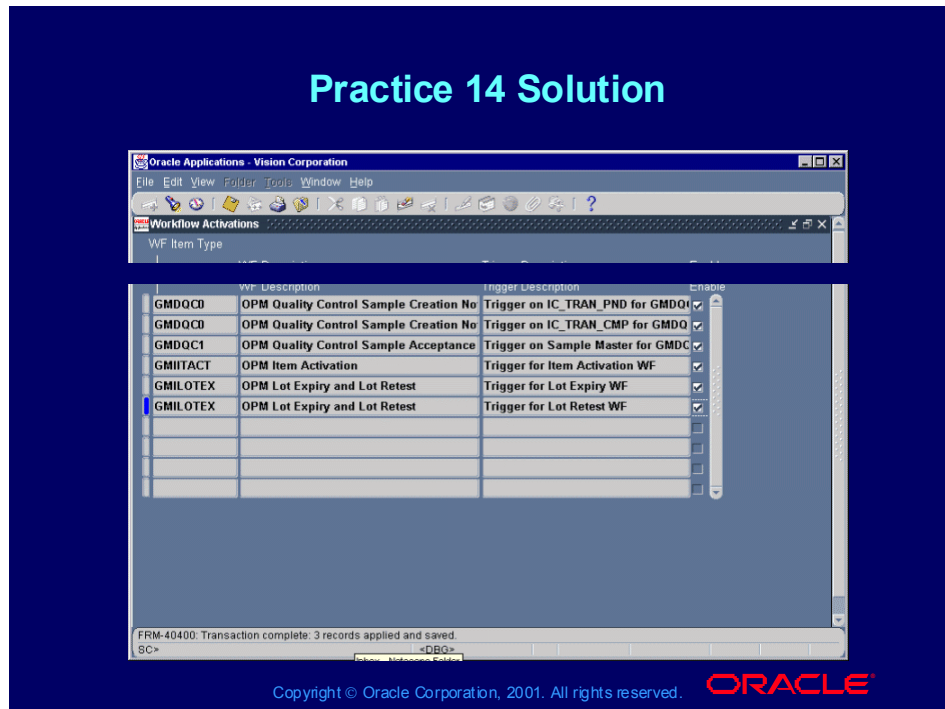 Practice 14 Solution
Oracle Applications - Vision Corporation
File Edit View Folder Tools Window Help
Workflow Activations
WF Item Type
WF Description Trigger Description Enable
GMDQC0 OPM Quality Control Sample Creation No Trigger on IC_TRAN_PND for GMDQ
GMDQC0 OPM Quality Control Sample Creation No Trigger on IC_TRAN_CMP for GMDQ
GMDQC1 OPM Quality Control Sample Acceptance Trigger on Sample Master for GMDC
GMIITACT OPM Item Activation Trigger for Item Activation WF
GMILOTEX OPM Lot Expiry and Lot Retest Trigger for Lot Expiry WF
GMILOTEX OPM Lot Expiry and Lot Retest Trigger for Lot Retest WF
FRM-40400: Transaction complete: 3 records applied and saved.
SC> <DBG>
Copyright © Oracle Corporation, 2001. All rights reserved. ORACLE